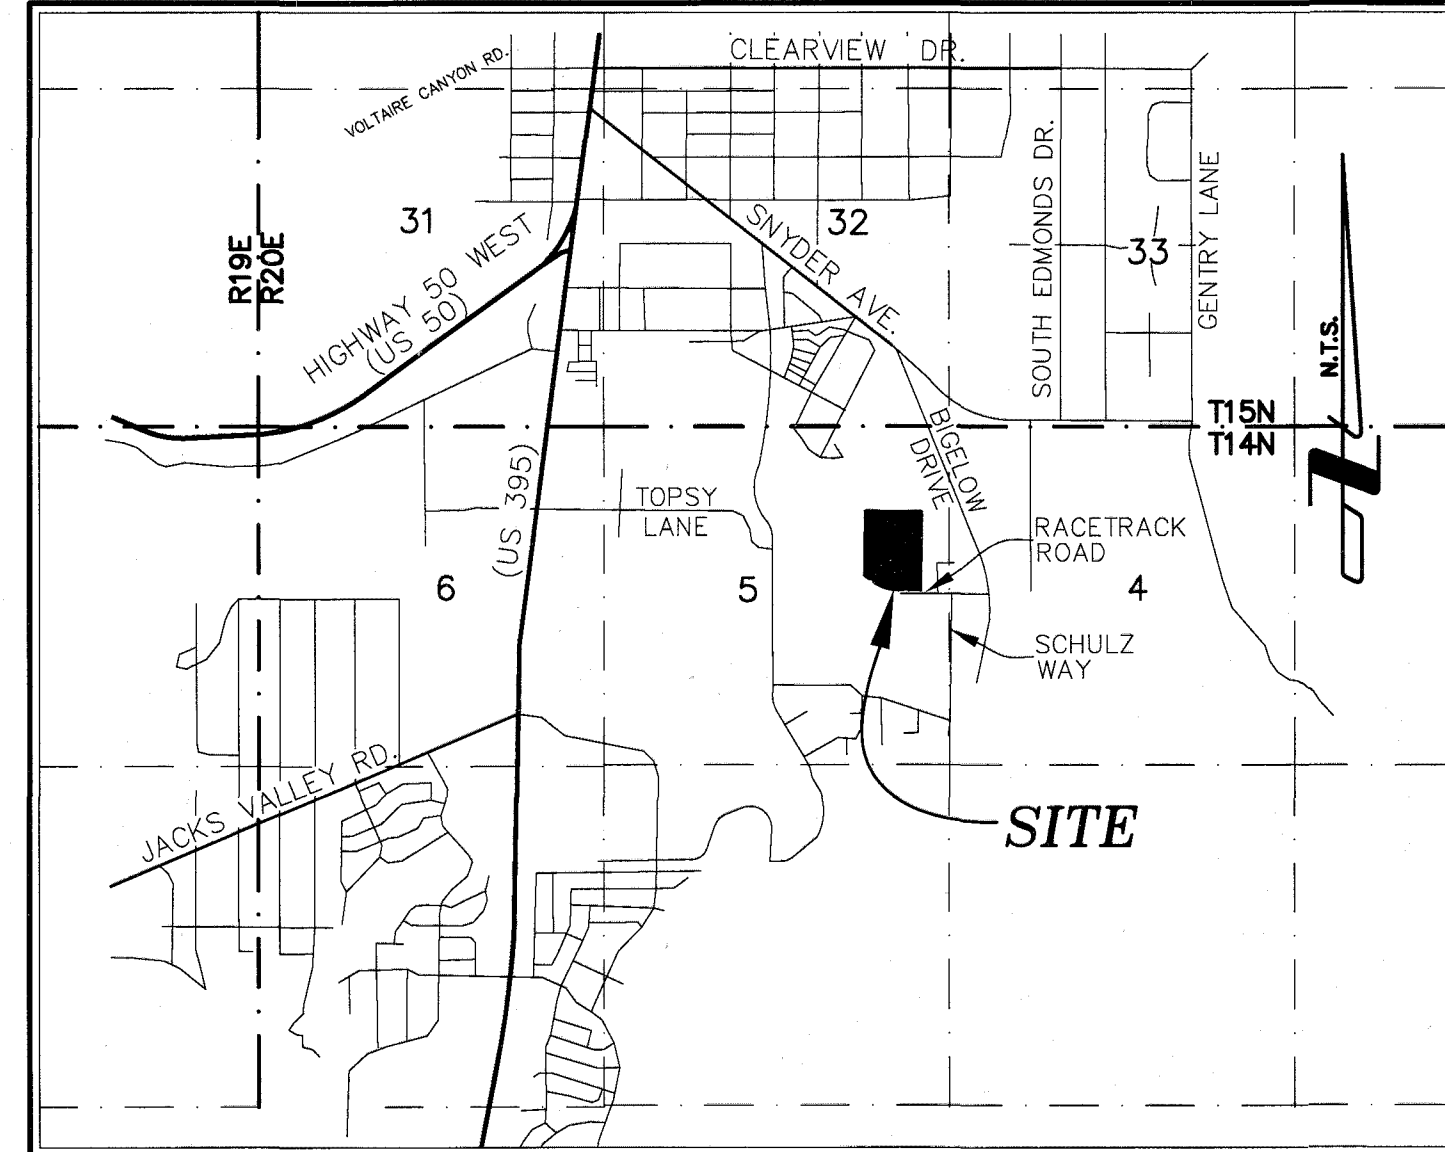 CLEARVIEW DR.
VOLTAIRE CANYON RD.
SOUTH EDMONDS DR.
GENTRY LANE
31
SNYDER AVE.
32
33
R19E
R20E
HIGHWAY 50 WEST
(US 50)
N.T.S.
T15N
T14N
BIGELOW
DRIVE
(US 395)
TOPSY
LANE
RACETRACK
ROAD
6
5
4
SCHULZ
WAY
JACKS VALLEY RD.
SITE